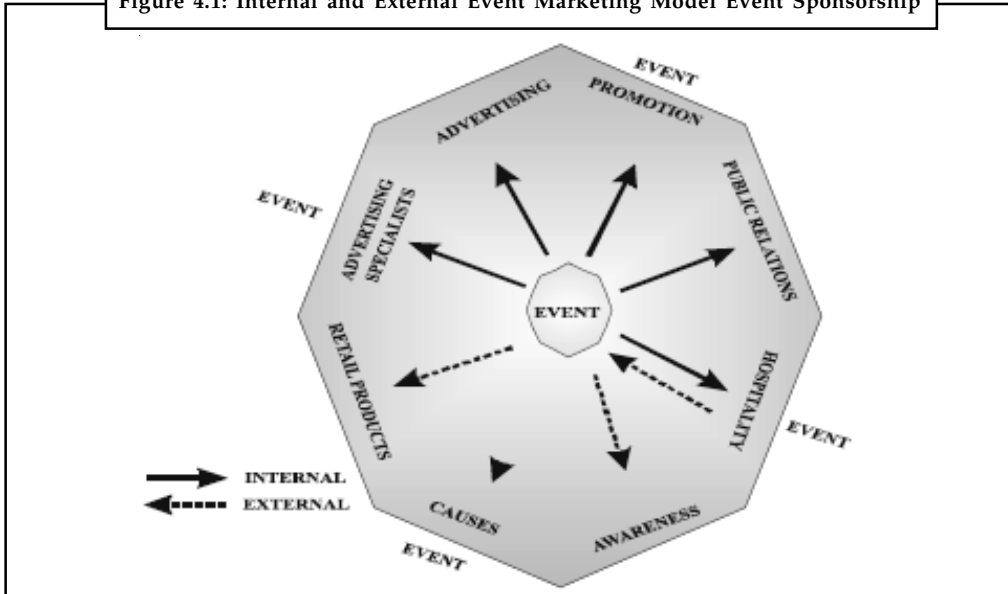 Figure 4.1: Internal and External Event Marketing Model Event Sponsorship
EVENT
ADVERTISING
PROMOTION
EVENT
ADVERTISING
SPECIALISTS
PUBLIC RELATIONS
EVENT
RETAIL PRODUCTS
HOSPITALITY
EVENT
INTERNAL
EXTERNAL
CAUSES
AWARENESS
EVENT